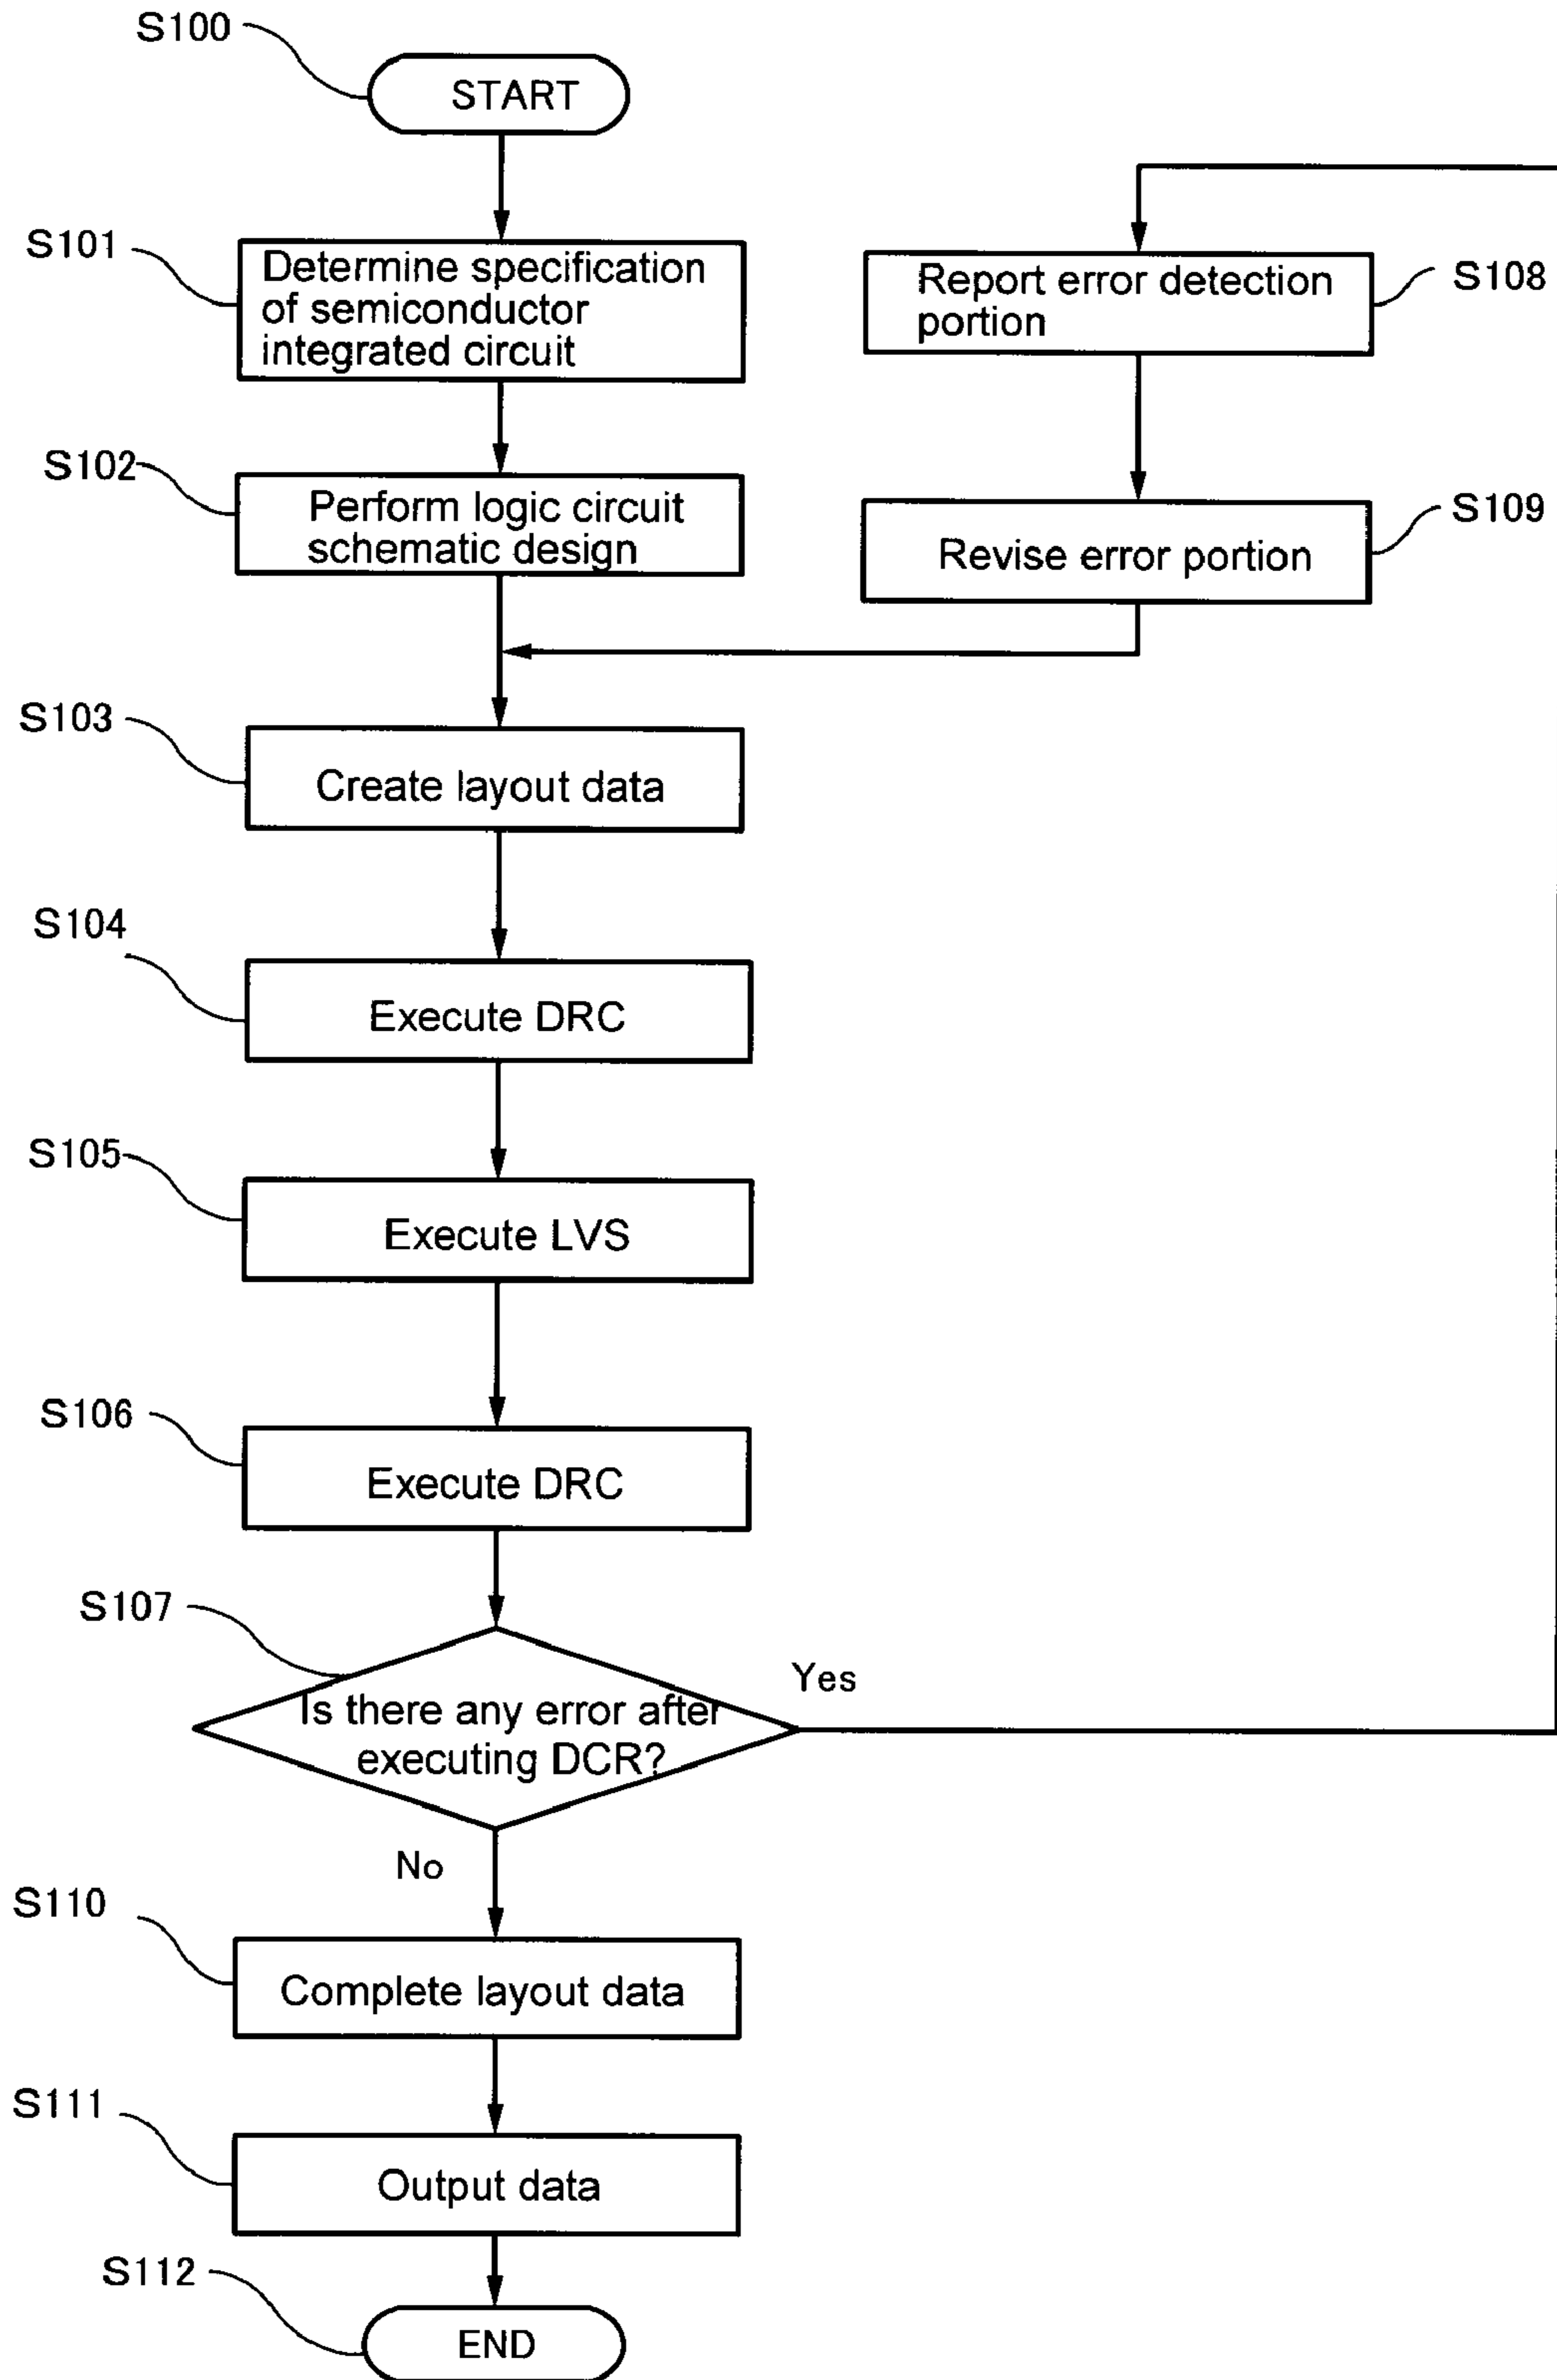 S100
START
S101
Determine specification
of semiconductor
integrated circuit
S102
Perform logic circuit
schematic design
S108
Report error detection
portion
S109
Revise error portion
S103
Create layout data
S104
Execute DRC
S105
Execute LVS
S106
Execute DRC
S107
Is there any error after
executing DCR?
Yes
No
S110
Complete layout data
S111
Output data
S112
END